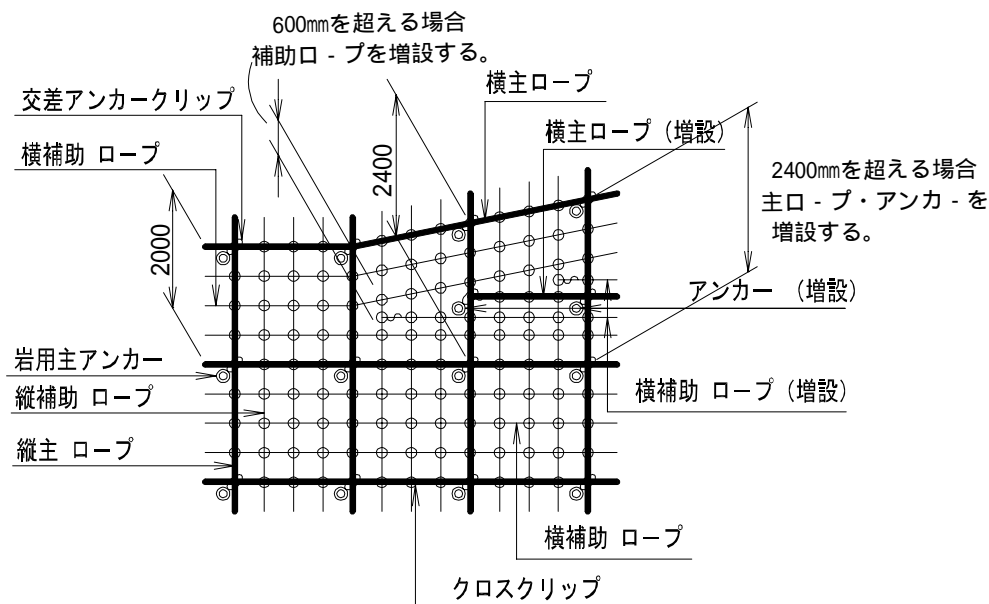 600㎜を超える場合
補助ロ - プを増設する。
交差アンカークリップ
横主ロープ
横主ロープ（増設）
横補助 ロープ
2400
2400㎜を超える場合
主ロ - プ・アンカ - を
増設する。
2000
アンカー （増設）
岩用主アンカー
縦補助 ロープ
横補助 ロープ（増設）
縦主 ロープ
横補助 ロープ
クロスクリップ